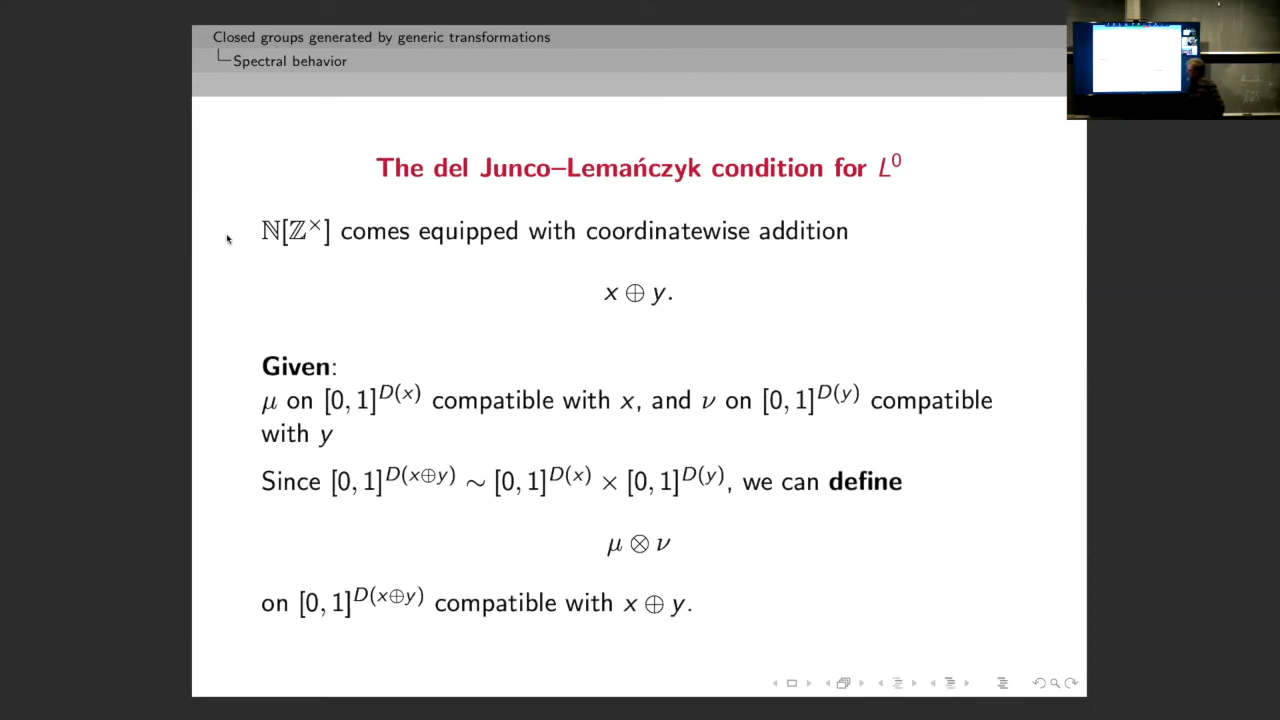 Closed groups generated by generic transformations
Spectral behavior
The del Junco–Lemańczyk condition for L⁰
ℕ[ℤ^×] comes equipped with coordinatewise addition
x ⊕ y.
Given:
μ on [0, 1]^{D(x)} compatible with x, and ν on [0, 1]^{D(y)} compatible
with y
Since [0, 1]^{D(x⊕y)} ∼ [0, 1]^{D(x)} × [0, 1]^{D(y)}, we can define
μ ⊗ ν
on [0, 1]^{D(x⊕y)} compatible with x ⊕ y.